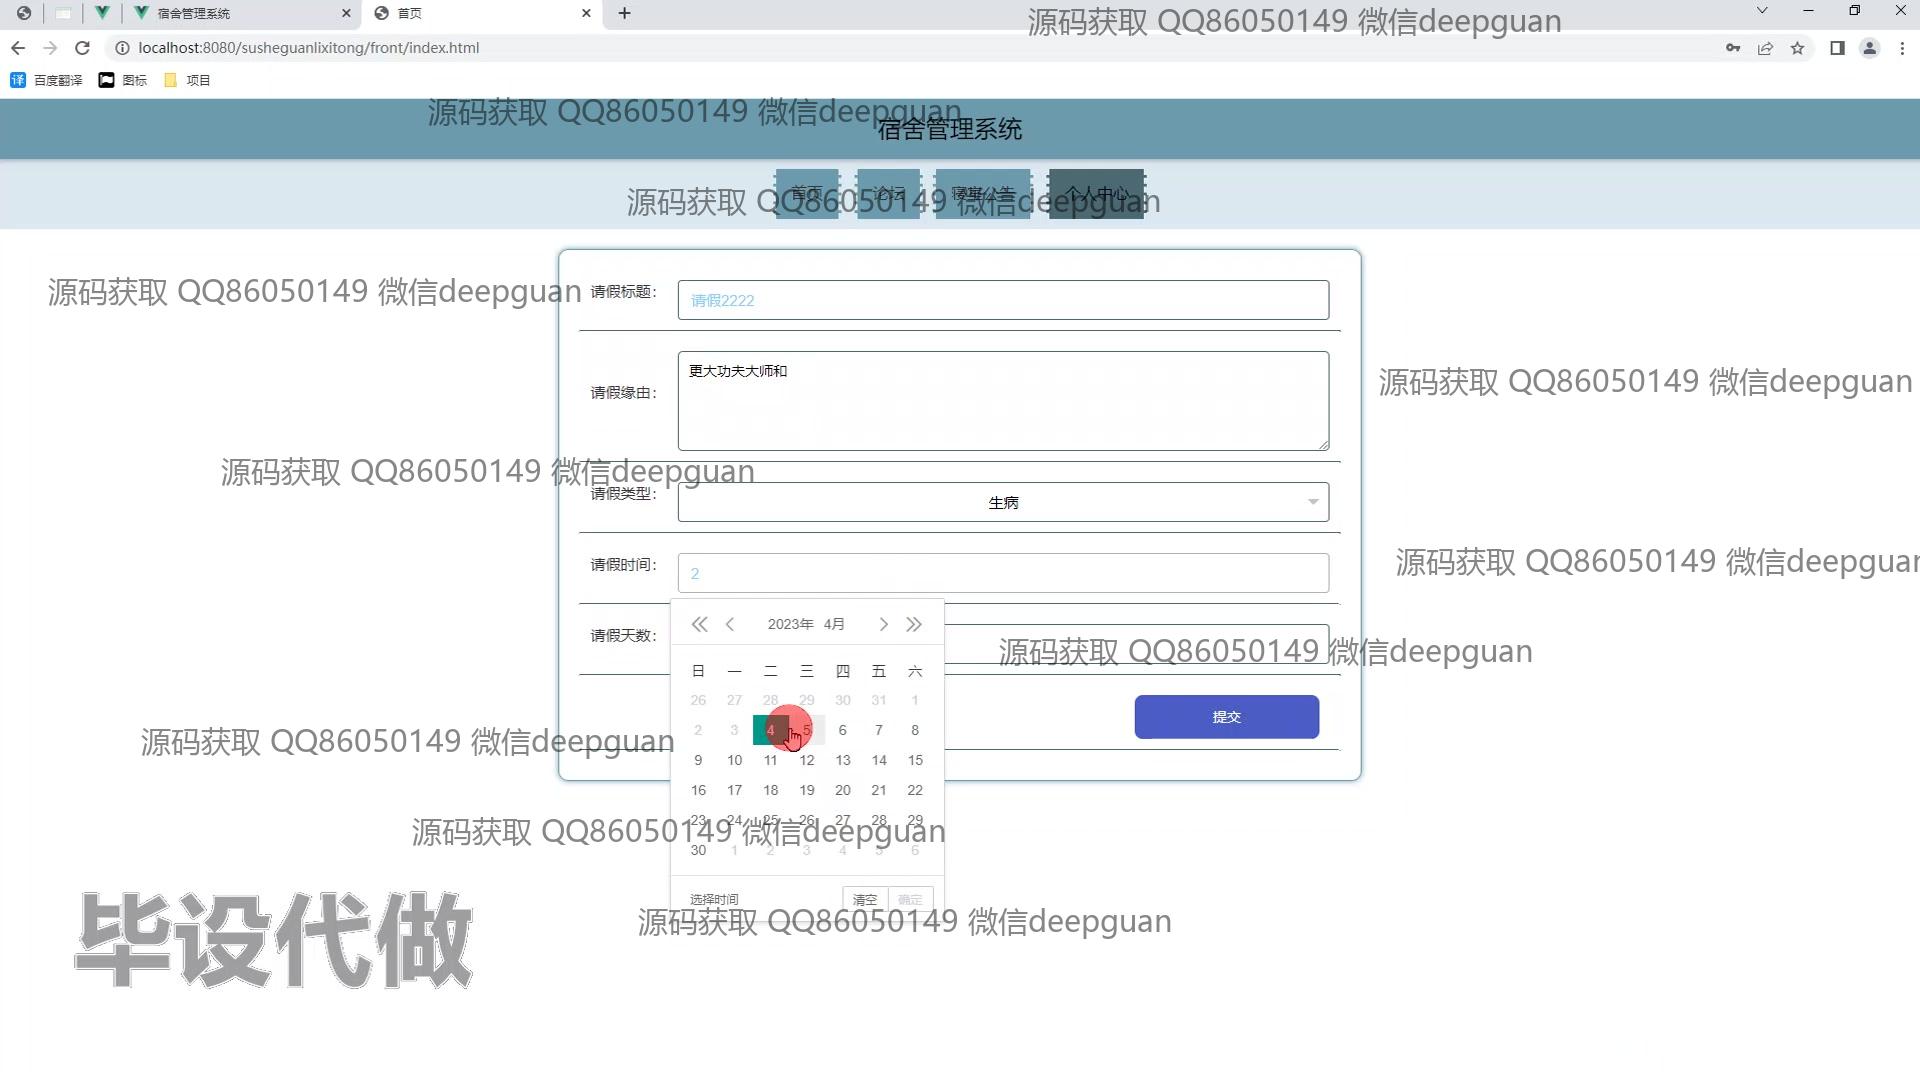 宿舍管理系统
首页
源码获取 QQ86050149 微信deepguan
localhost:8080/susheguanlixitong/front/index.html
百度翻译 图标 项目
源码获取 QQ86050149 微信deepguan
宿舍管理系统
首页 论坛 寝室公告 个人中心
源码获取 QQ86050149 微信deepguan
源码获取 QQ86050149 微信deepguan
请假标题：
请假2222
更大功夫大师和
请假缘由：
源码获取 QQ86050149 微信deepguan
源码获取 QQ86050149 微信deepguan
请假类型：
生病
源码获取 QQ86050149 微信deepguan
请假时间：
2
2023年 4月
请假天数：
源码获取 QQ86050149 微信deepguan
日 一 二 三 四 五 六
26 27 28 29 30 31 1
2 3 4 5 6 7 8
提交
源码获取 QQ86050149 微信deepguan
9 10 11 12 13 14 15
16 17 18 19 20 21 22
23 24 25 26 27 28 29
源码获取 QQ86050149 微信deepguan
30 1 2 3 4 5 6
选择时间 清空 确定
源码获取 QQ86050149 微信deepguan
毕设代做